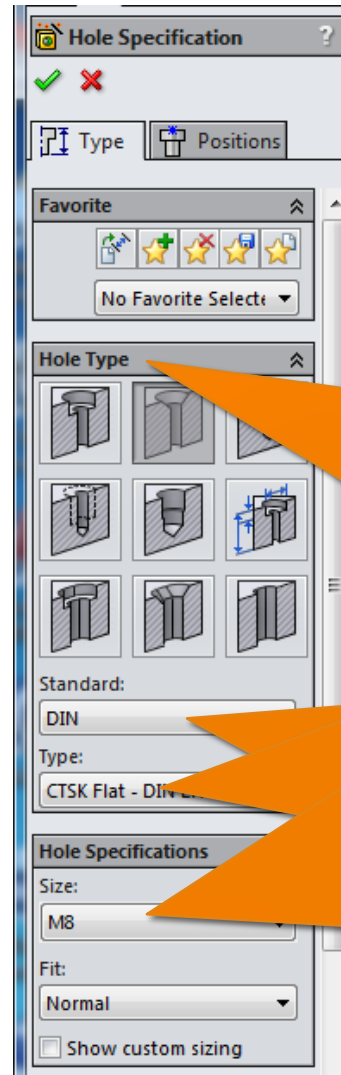 Hole Specification ?
Type Positions
Favorite
No Favorite Selecte
Hole Type
Standard:
DIN
Type:
CTSK Flat - DIN
Hole Specifications
Size:
M8
Fit:
Normal
Show custom sizing